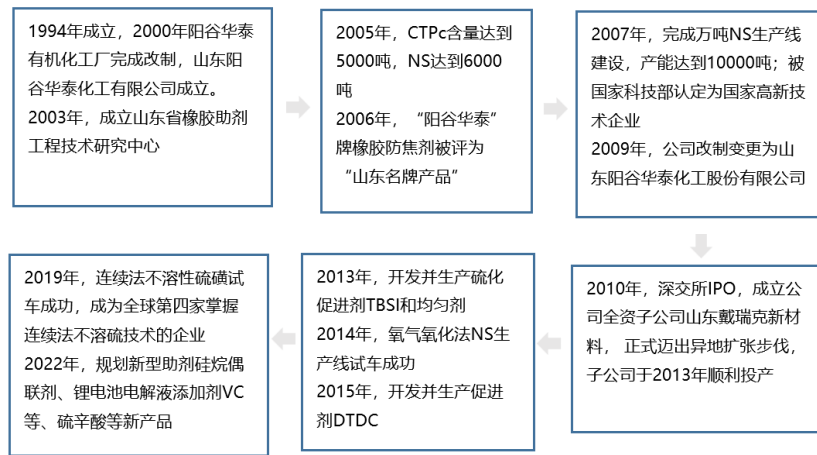 1994年成立，2000年阳谷华泰
有机化工厂完成改制，山东阳
谷华泰化工有限公司成立。
2003年，成立山东省橡胶助剂
工程技术研究中心
2005年，CTPc含量达到
5000吨，NS达到6000
吨
2006年，“阳谷华泰”
牌橡胶防焦剂被评为
“山东名牌产品”
2007年，完成万吨NS生产线
建设，产能达到10000吨；被
国家科技部认定为国家高新技
术企业
2009年，公司改制变更为山
东阳谷华泰化工股份有限公司
2010年，深交所IPO，成立公
司全资子公司山东戴瑞克新材
料， 正式迈出异地扩张步伐，
子公司于2013年顺利投产
2013年，开发并生产硫化
促进剂TBSI和均匀剂
2014年，氧气氧化法NS生
产线试车成功
2015年，开发并生产促进
剂DTDC
2019年，连续法不溶性硫磺试
车成功，成为全球第四家掌握
连续法不溶硫技术的企业
2022年，规划新型助剂硅烷偶
联剂、锂电池电解液添加剂VC
等、硫辛酸等新产品